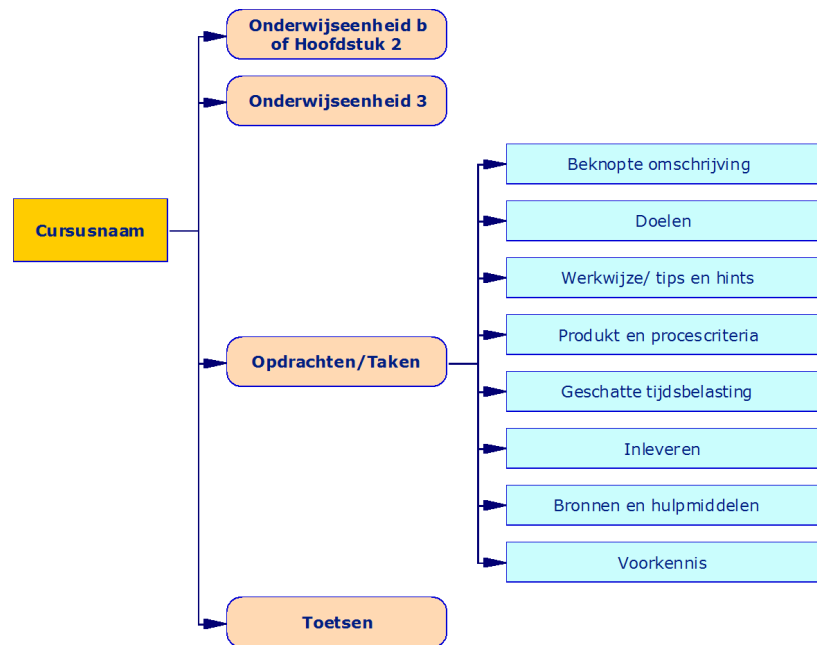 Onderwijseenheid b
of Hoofdstuk 2
Onderwijseenheid 3
Cursusnaam
Opdrachten/Taken
Beknopte omschrijving
Doelen
Werkwijze/ tips en hints
Produkt en procescriteria
Geschatte tijdsbelasting
Inleveren
Bronnen en hulpmiddelen
Voorkennis
Toetsen